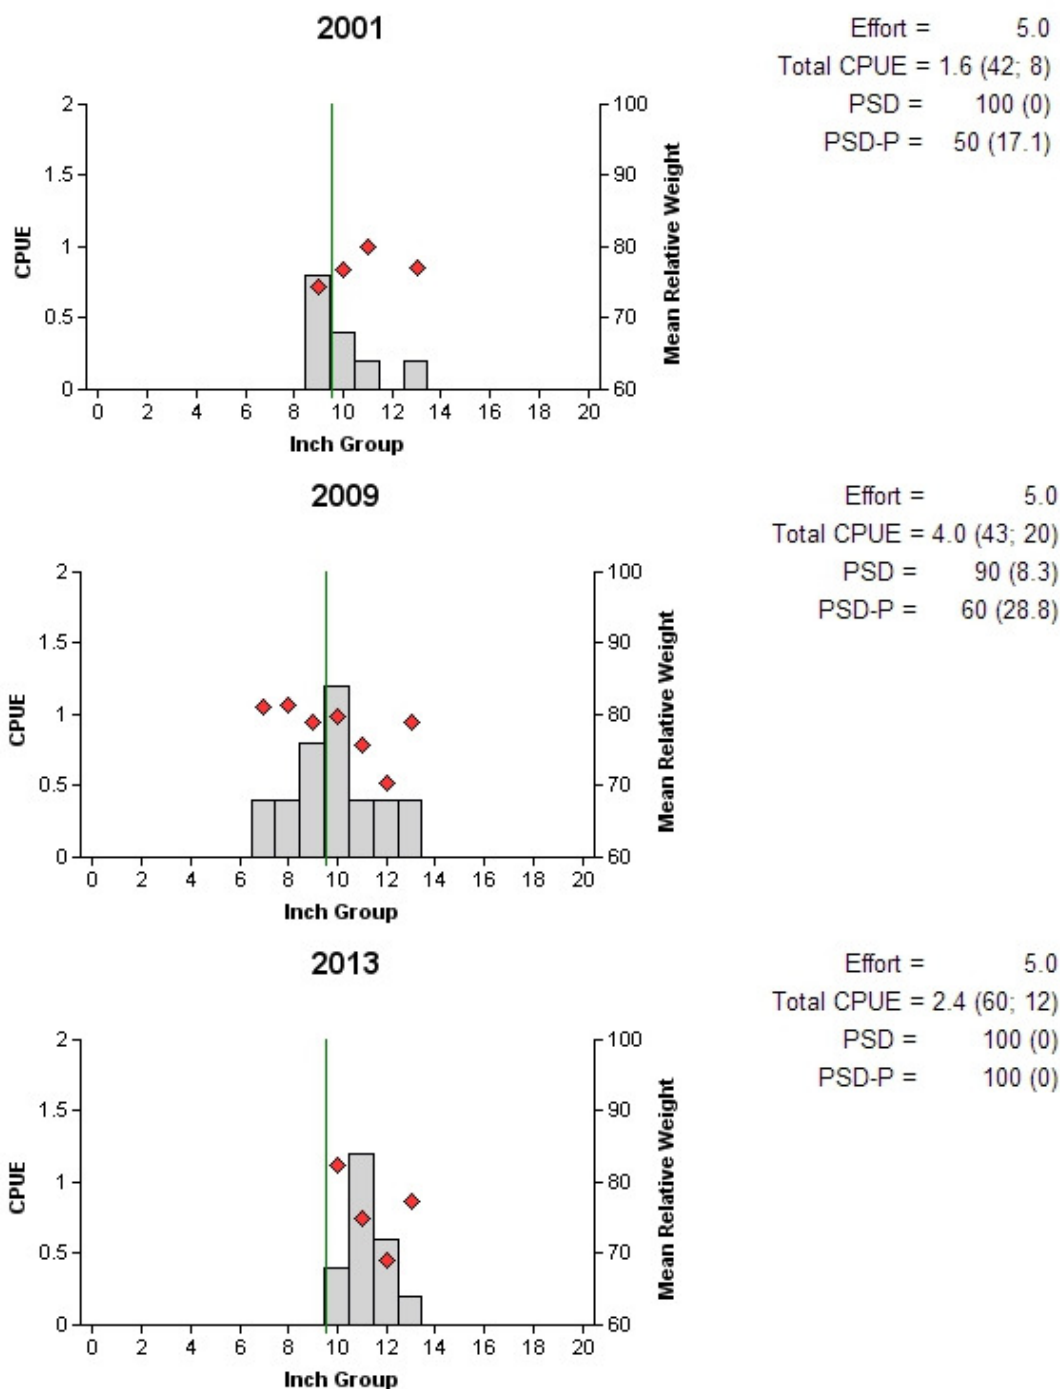 2001
Effort = 5.0
Total CPUE = 1.6 (42; 8)
PSD = 100 (0)
PSD-P = 50 (17.1)
2
1.5
1
0.5
0
CPUE
100
90
80
70
60
Mean Relative Weight
0 2 4 6 8 10 12 14 16 18 20
Inch Group
2009
Effort = 5.0
Total CPUE = 4.0 (43; 20)
PSD = 90 (8.3)
PSD-P = 60 (28.8)
2
1.5
1
0.5
0
CPUE
100
90
80
70
60
Mean Relative Weight
0 2 4 6 8 10 12 14 16 18 20
Inch Group
2013
Effort = 5.0
Total CPUE = 2.4 (60; 12)
PSD = 100 (0)
PSD-P = 100 (0)
2
1.5
1
0.5
0
CPUE
100
90
80
70
60
Mean Relative Weight
0 2 4 6 8 10 12 14 16 18 20
Inch Group